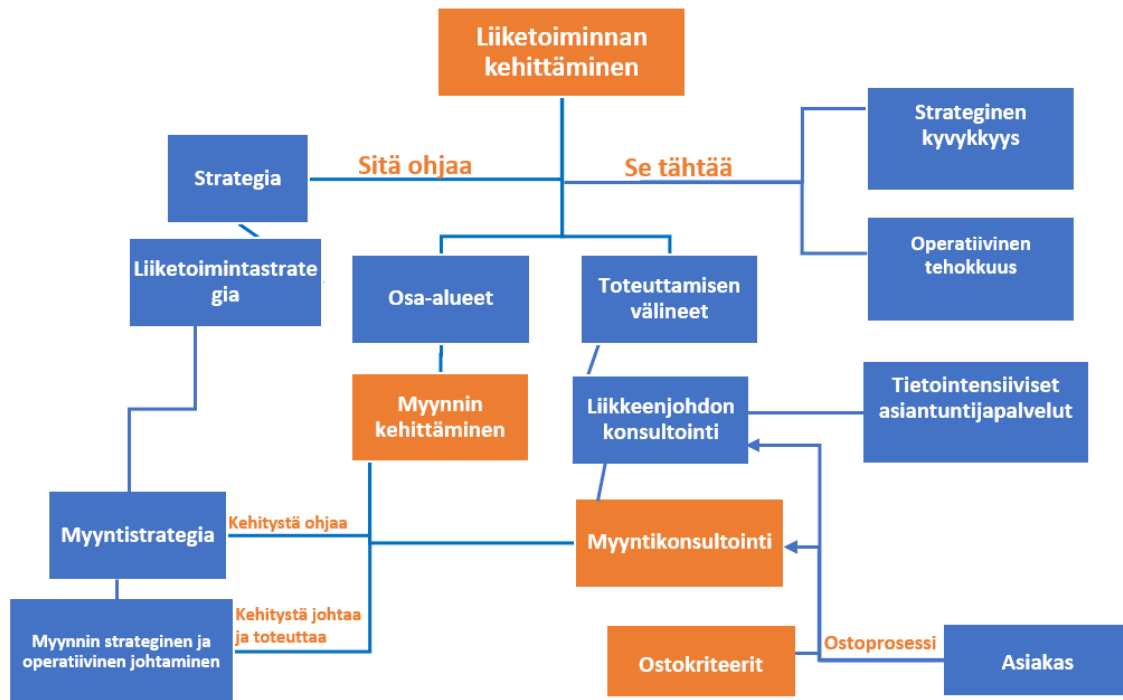 Liiketoiminnan
kehittäminen
Strateginen
kyvykkyys
Sitä ohjaa
Se tähtää
Strategia
Operatiivinen
tehokkuus
Liiketoimintastrate
gia
Osa-alueet
Toteuttamisen
välineet
Myynnin
kehittäminen
Liikkeenjohdon
konsultointi
Tietointensiiviset
asiantuntijapalvelut
Myyntistrategia
Kehitystä ohjaa
Myyntikonsultointi
Myynnin strateginen ja
operatiivinen johtaminen
Kehitystä johtaa
ja toteuttaa
Ostokriteerit
Ostoprosessi
Asiakas